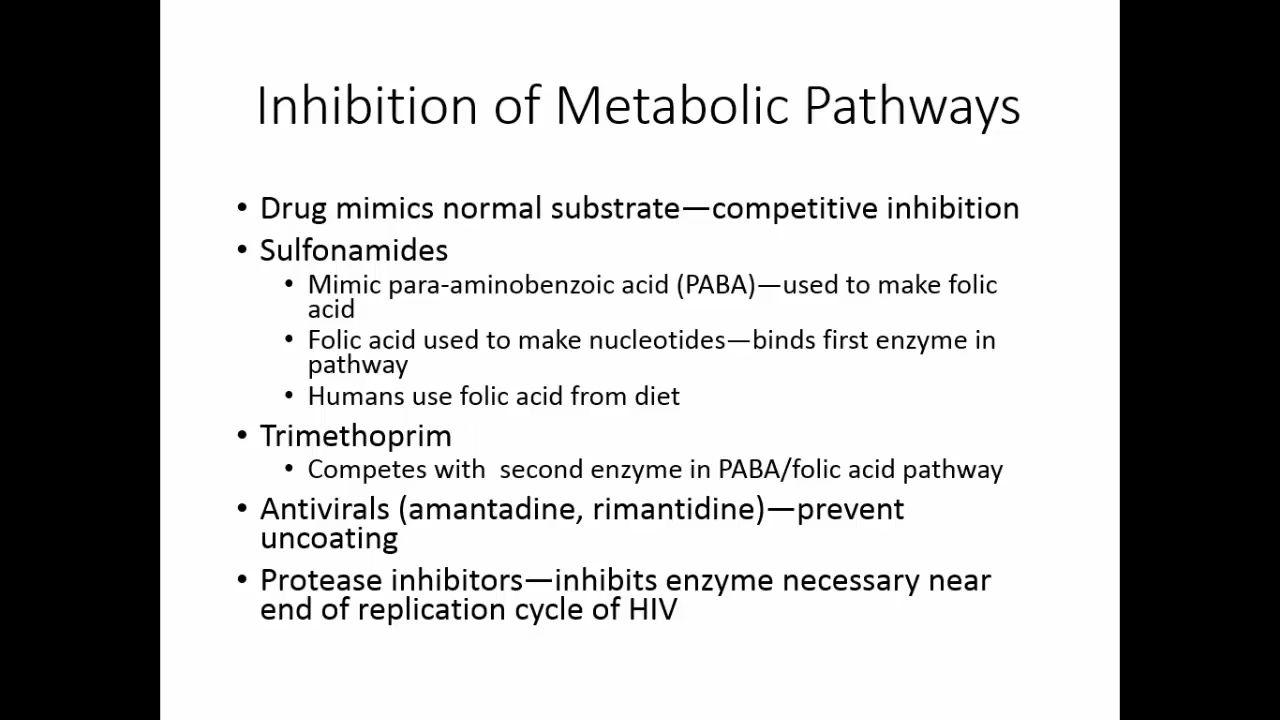 Inhibition of Metabolic Pathways
• Drug mimics normal substrate—competitive inhibition
• Sulfonamides
• Mimic para-aminobenzoic acid (PABA)—used to make folic
acid
• Folic acid used to make nucleotides—binds first enzyme in
pathway
• Humans use folic acid from diet
• Trimethoprim
• Competes with  second enzyme in PABA/folic acid pathway
• Antivirals (amantadine, rimantidine)—prevent
uncoating
• Protease inhibitors—inhibits enzyme necessary near
end of replication cycle of HIV